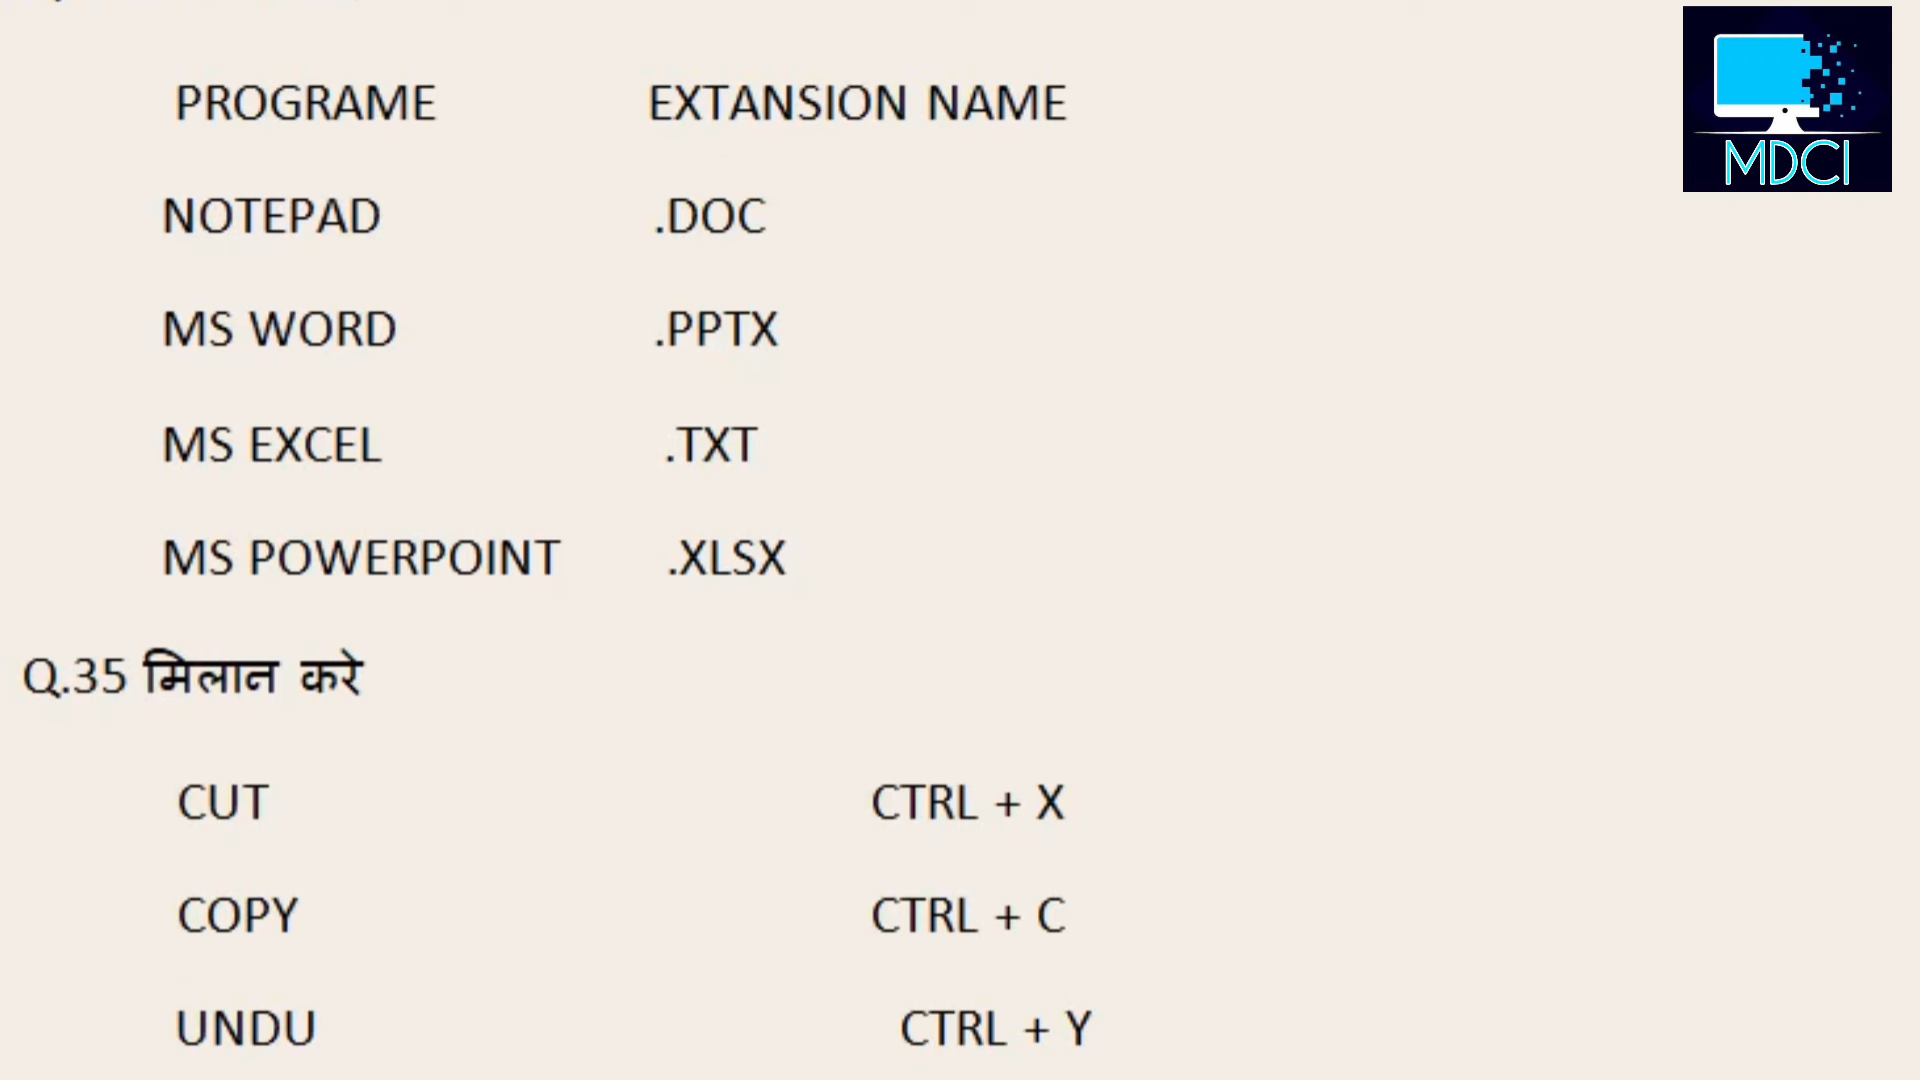 PROGRAME EXTANSION NAME
MDCI
NOTEPAD .DOC
MS WORD .PPTX
MS EXCEL .TXT
MS POWERPOINT .XLSX
Q.35 मिलान करे
CUT CTRL + X
COPY CTRL + C
UNDU CTRL + Y